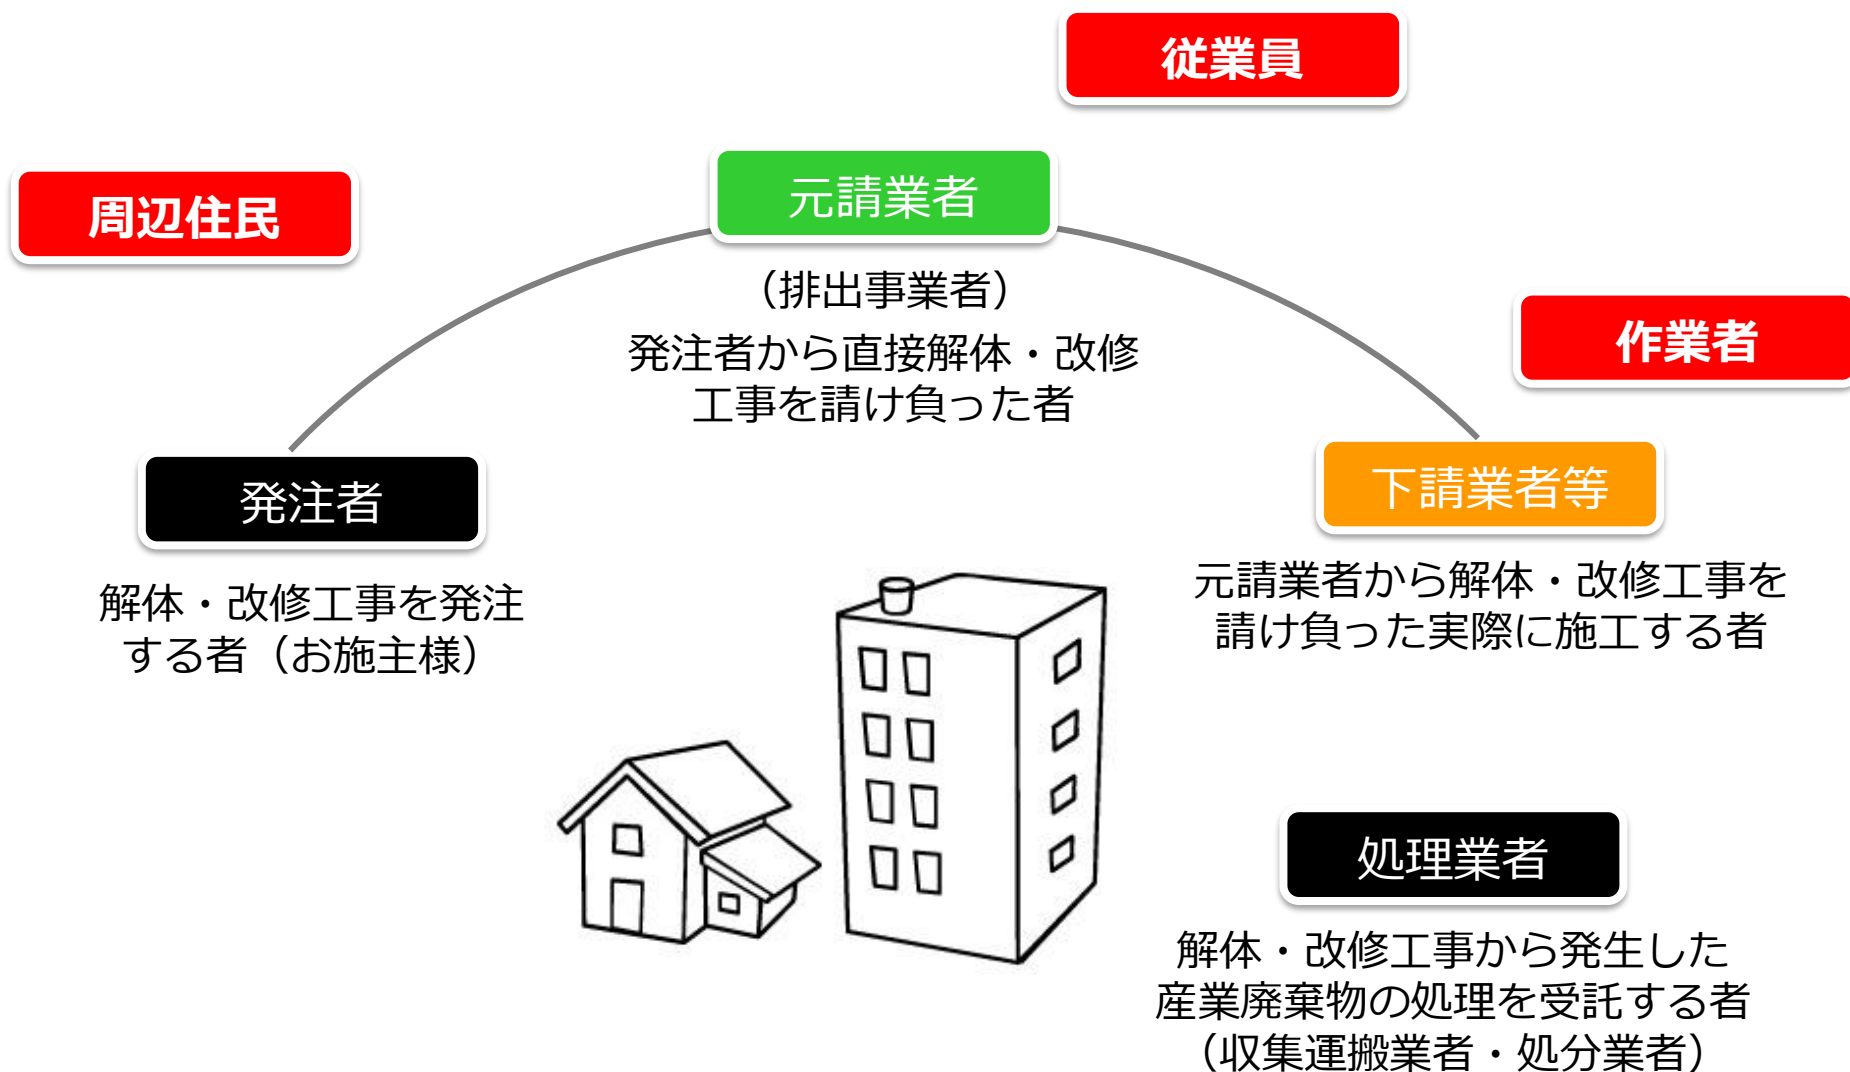 従業員
周辺住民
元請業者
（排出事業者）
発注者から直接解体・改修
工事を請け負った者
作業者
発注者
解体・改修工事を発注
する者（お施主様）
下請業者等
元請業者から解体・改修工事を
請け負った実際に施工する者
処理業者
解体・改修工事から発生した
産業廃棄物の処理を受託する者
（収集運搬業者・処分業者）